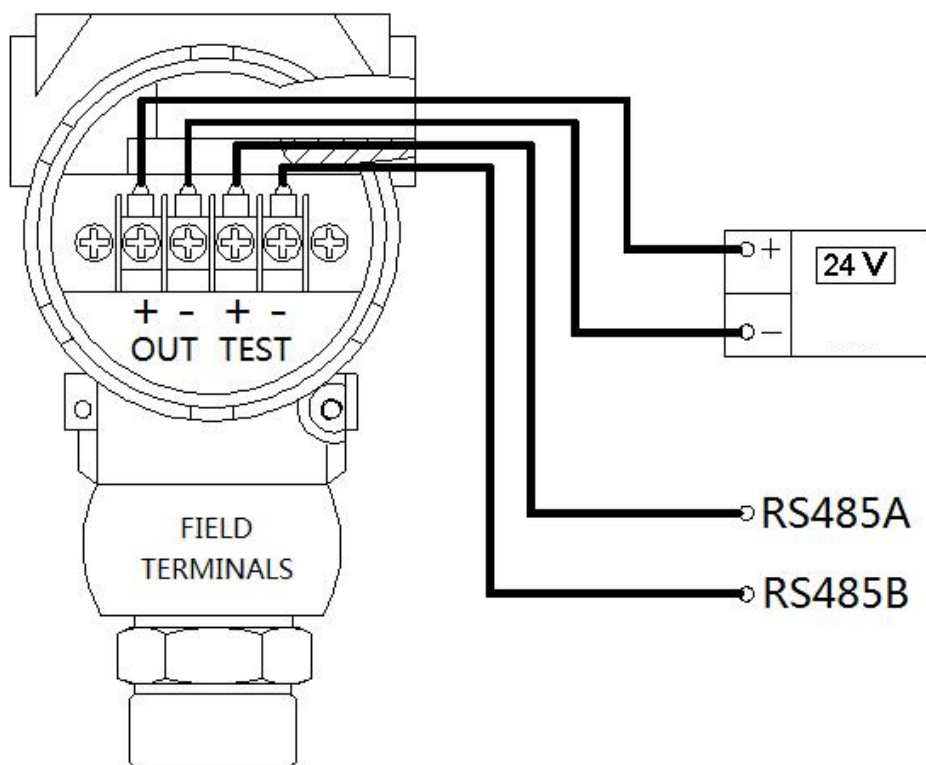 + - + -
OUT TEST
+
24 V
−
RS485A
RS485B
FIELD
TERMINALS